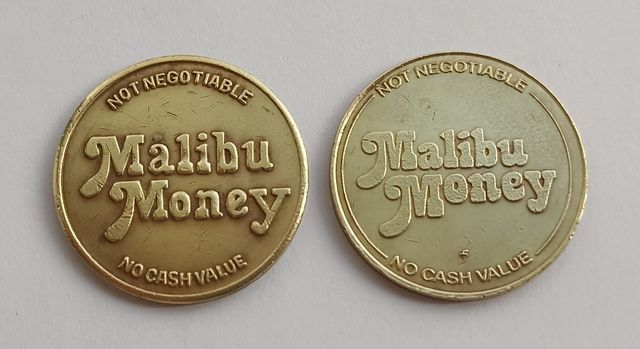 NOT NEGOTIABLE
Malibu
Money
NO CASH VALUE
NOT NEGOTIABLE
Malibu
Money
NO CASH VALUE